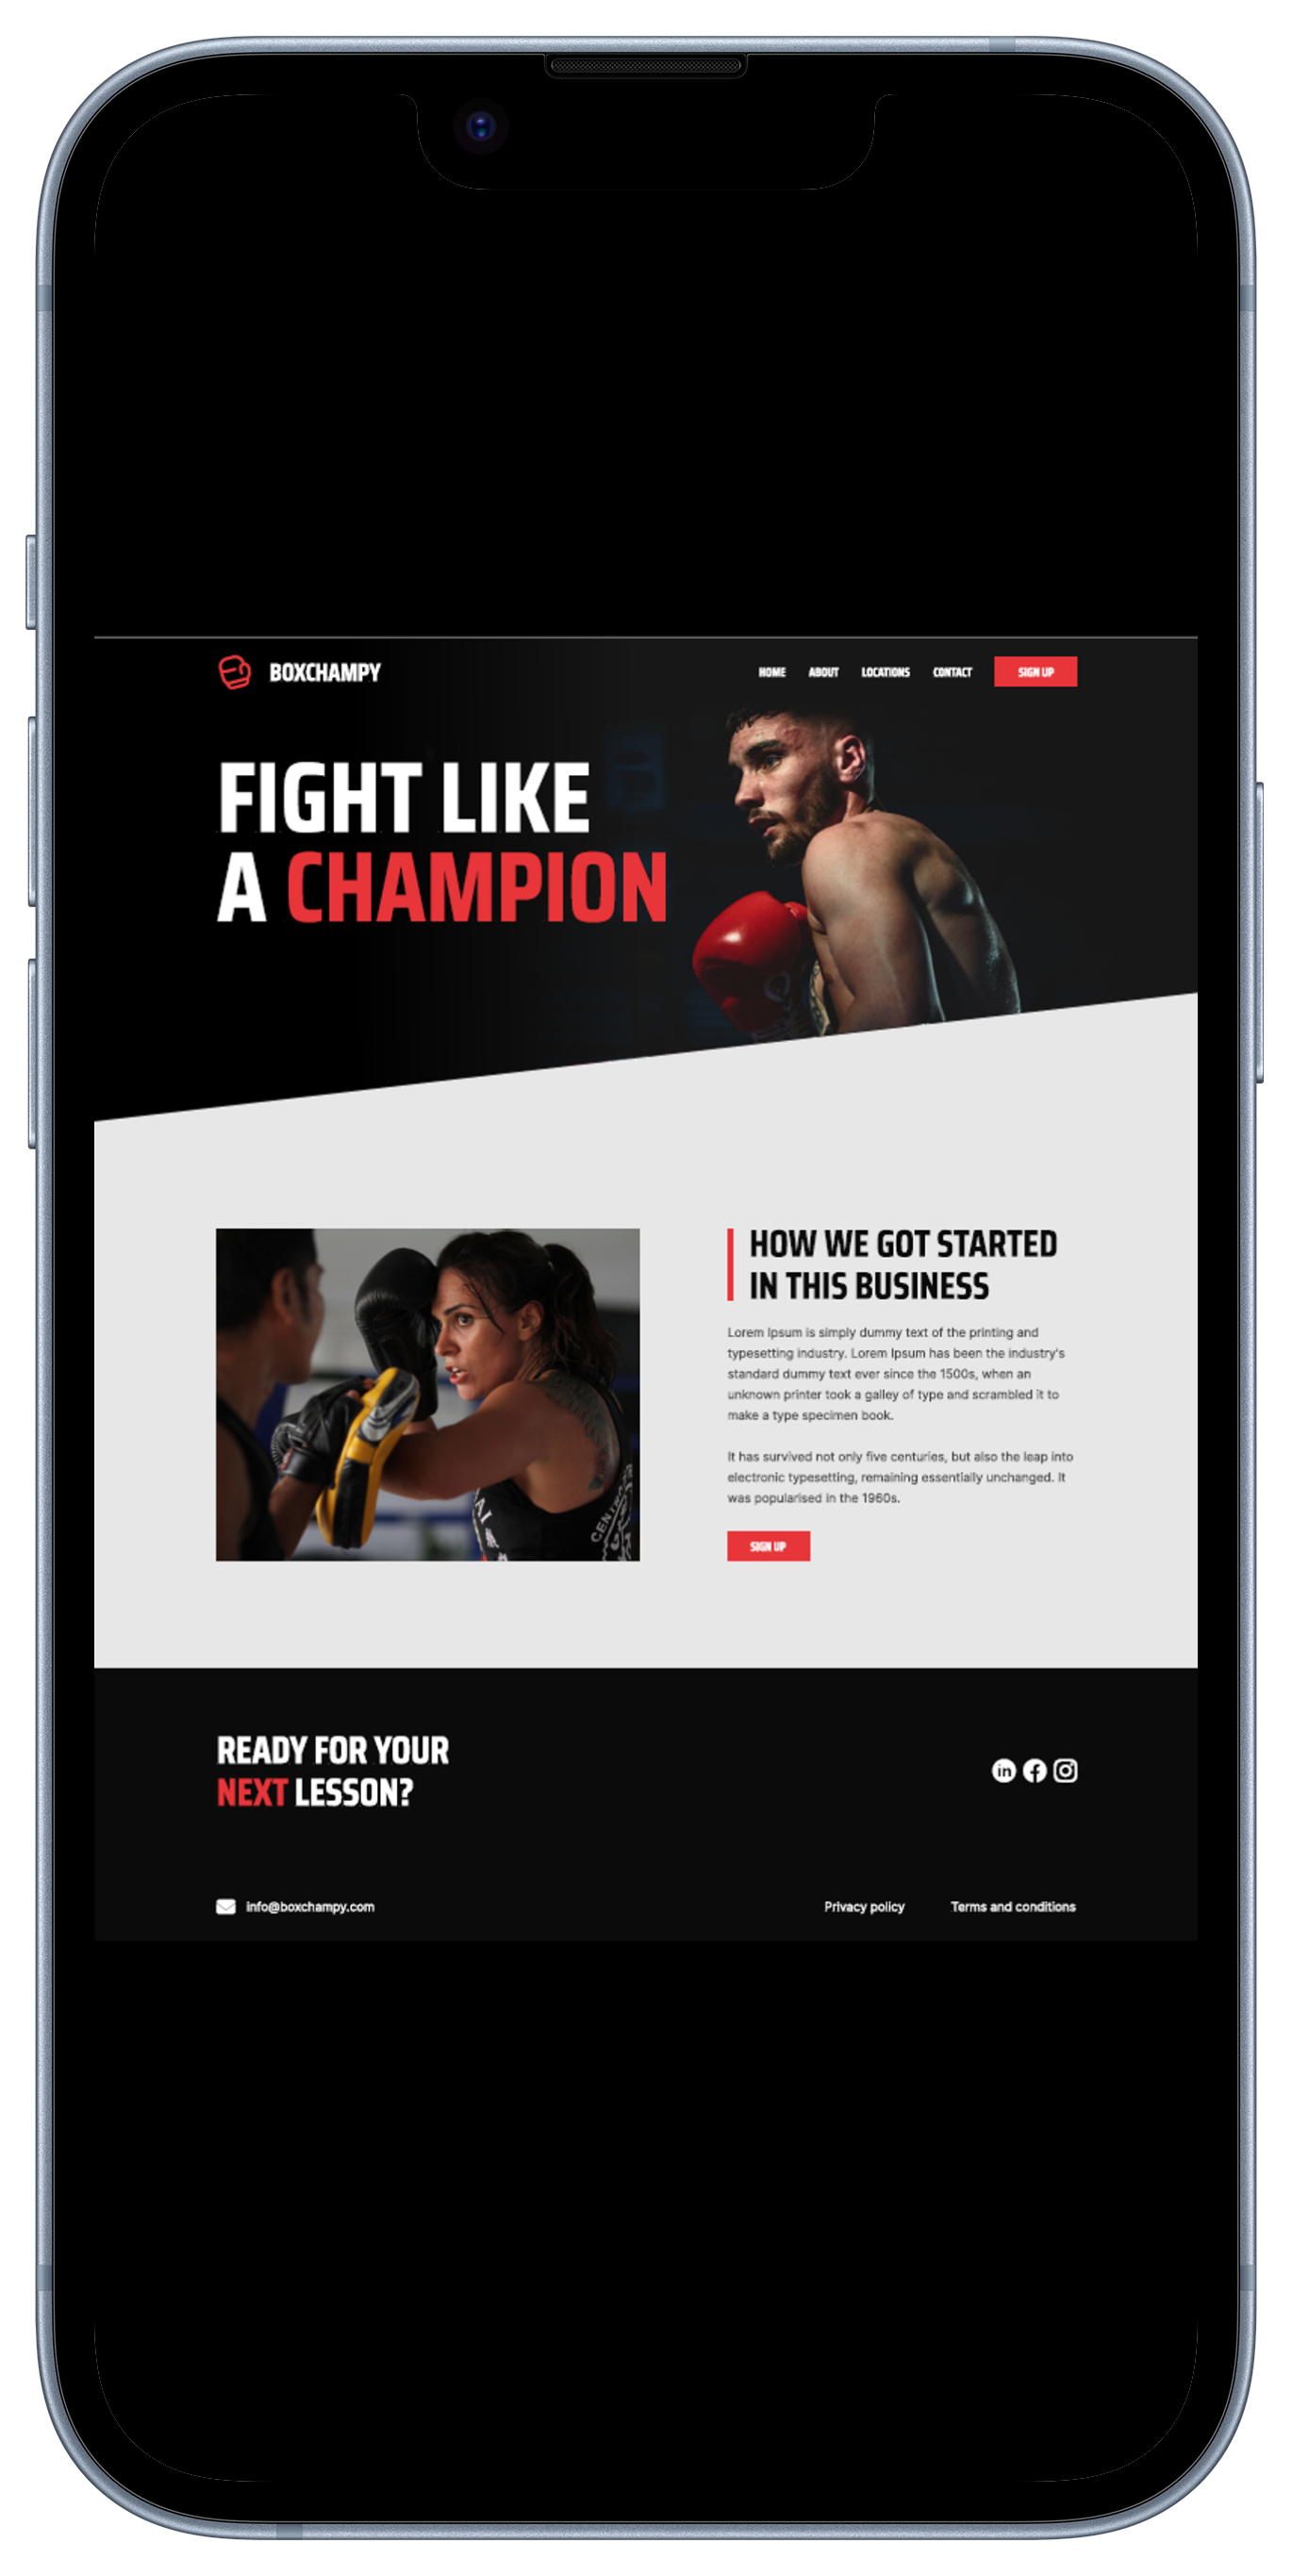 BOXCHAMPY
HOME ABOUT LOCATIONS CONTACT SIGN UP
FIGHT LIKE
A CHAMPION
HOW WE GOT STARTED
IN THIS BUSINESS
Lorem Ipsum is simply dummy text of the printing and
typesetting industry. Lorem Ipsum has been the industry's
standard dummy text ever since the 1500s, when an
unknown printer took a galley of type and scrambled it to
make a type specimen book.
It has survived not only five centuries, but also the leap into
electronic typesetting, remaining essentially unchanged. It
was popularised in the 1960s.
SIGN UP
READY FOR YOUR
NEXT LESSON?
in f
info@boxchampy.com
Privacy policy Terms and conditions